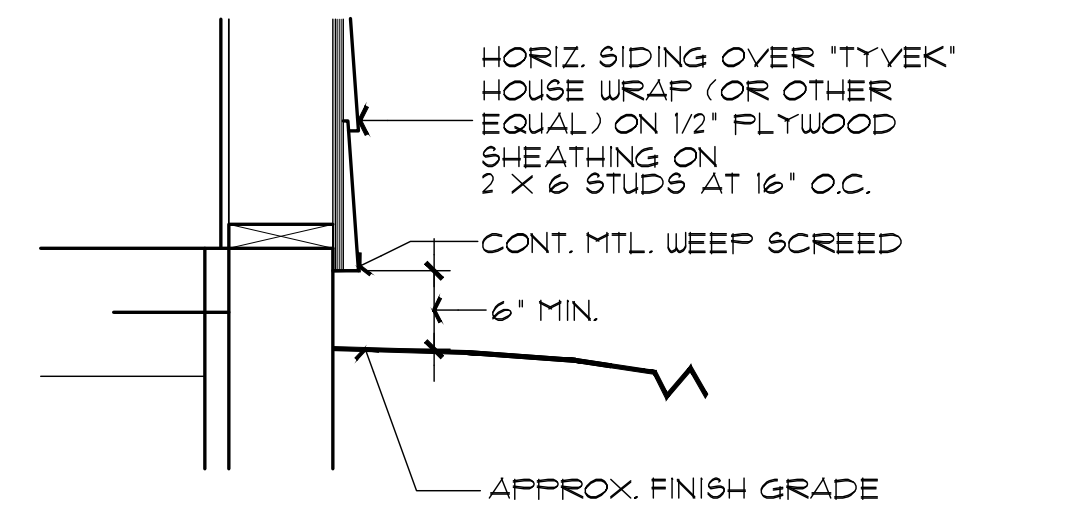 HORIZ. SIDING OVER "TYVEK"
HOUSE WRAP (OR OTHER
EQUAL) ON 1/2" PLYWOOD
SHEATHING ON
2 X 6 STUDS AT 16" O.C.
CONT. MTL. WEEP SCREED
6" MIN.
APPROX. FINISH GRADE